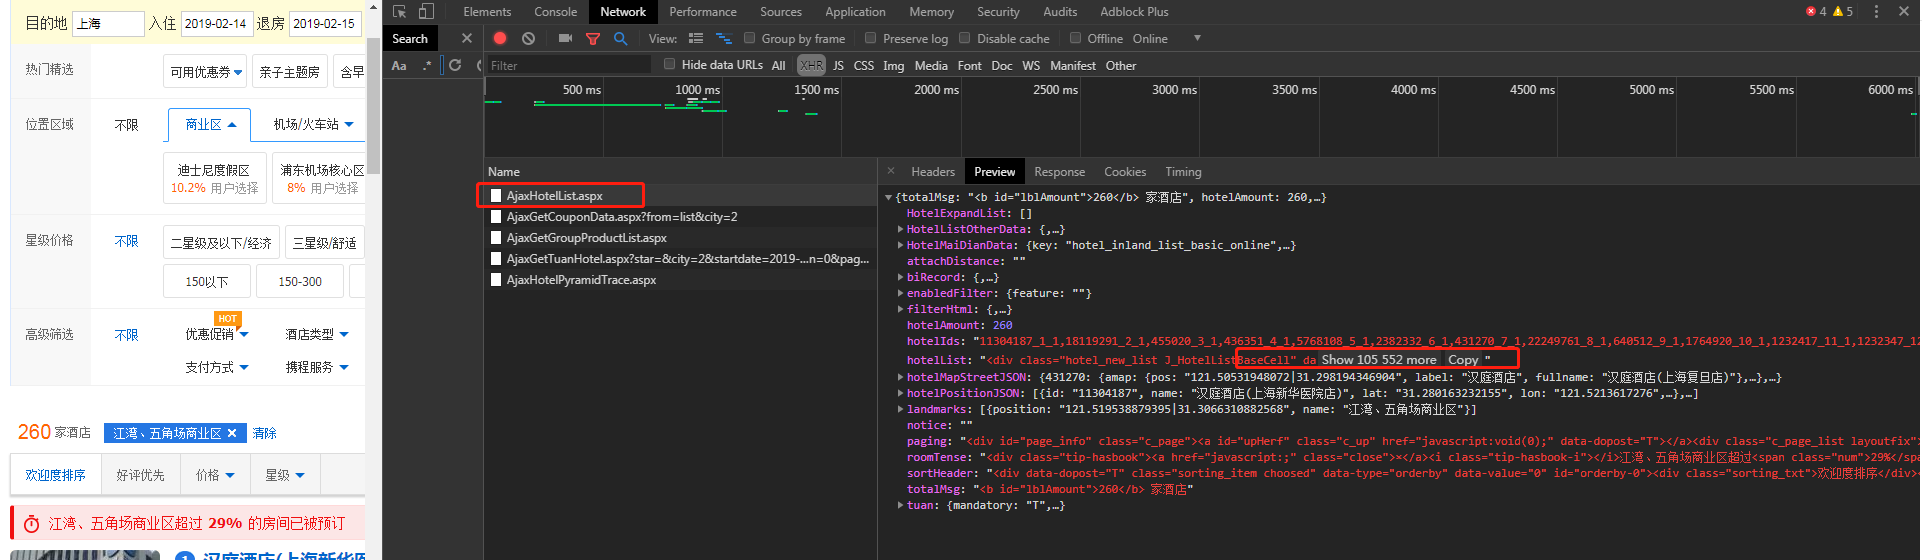 目的地 上海 入住 2019-02-14 退房 2019-02-15
热门精选 可用优惠券 亲子主题房 含早
位置区域 不限 商业区 机场/火车站
迪士尼度假区 浦东机场核心区
10.2% 用户选择 8% 用户选择
星级价格 不限 二星级及以下/经济 三星级/舒适
150以下 150-300
HOT
高级筛选 不限 优惠促销 酒店类型
支付方式 携程服务
260 家酒店 江湾、五角场商业区 × 清除
欢迎度排序 好评优先 价格 星级
江湾、五角场商业区超过 29% 的房间已被预订
1 汉庭酒店(上海新华医
Elements Console Network Performance Sources Application Memory Security Audits Adblock Plus 4 5
Search × View: Group by frame Preserve log Disable cache Offline Online
Aa .* Filter Hide data URLs All XHR JS CSS Img Media Font Doc WS Manifest Other
500 ms 1000 ms 1500 ms 2000 ms 2500 ms 3000 ms 3500 ms 4000 ms 4500 ms 5000 ms 5500 ms 6000 ms
Name
AjaxHotelList.aspx
AjaxGetCouponData.aspx?from=list&city=2
AjaxGetGroupProductList.aspx
AjaxGetTuanHotel.aspx?star=&city=2&startdate=2019-...n=0&pag...
AjaxHotelPyramidTrace.aspx
× Headers Preview Response Cookies Timing
{totalMsg: "<b id="lblAmount">260</b> 家酒店", hotelAmount: 260,…}
HotelExpandList: []
HotelListOtherData: {,…}
HotelMaiDianData: {key: "hotel_inland_list_basic_online",…}
attachDistance: ""
biRecord: {,…}
enabledFilter: {feature: ""}
filterHtml: {,…}
hotelAmount: 260
hotelIds: "11304187_1_1,18119291_2_1,455020_3_1,436351_4_1,5768108_5_1,2382332_6_1,431270_7_1,22249761_8_1,640512_9_1,1764920_10_1,1232417_11_1,1232347_12
hotelList: "<div class="hotel_new_list J_HotelListBaseCell" da Show 105 552 more Copy "
hotelMapStreetJSON: {431270: {amap: {pos: "121.50531948072|31.298194346904", label: "汉庭酒店", fullname: "汉庭酒店(上海复旦店)"},…},…}
hotelPositionJSON: [{id: "11304187", name: "汉庭酒店(上海新华医院店)", lat: "31.280163232155", lon: "121.5213617276",…},…]
landmarks: [{position: "121.519538879395|31.3066310882568", name: "江湾、五角场商业区"}]
notice: ""
paging: "<div id="page_info" class="c_page"><a id="upHerf" class="c_up" href="javascript:void(0);" data-dopost="T"></a><div class="c_page_list layoutfix">
roomTense: "<div class="tip-hasbook"><a href="javascript:;" class="close">×</a><i class="tip-hasbook-i"></i>江湾、五角场商业区超过<span class="num">29%</sp
sortHeader: "<div data-dopost="T" class="sorting_item choosed" data-type="orderby" data-value="0" id="orderby-0"><div class="sorting_txt">欢迎度排序</div><
totalMsg: "<b id="lblAmount">260</b> 家酒店"
tuan: {mandatory: "T",…}